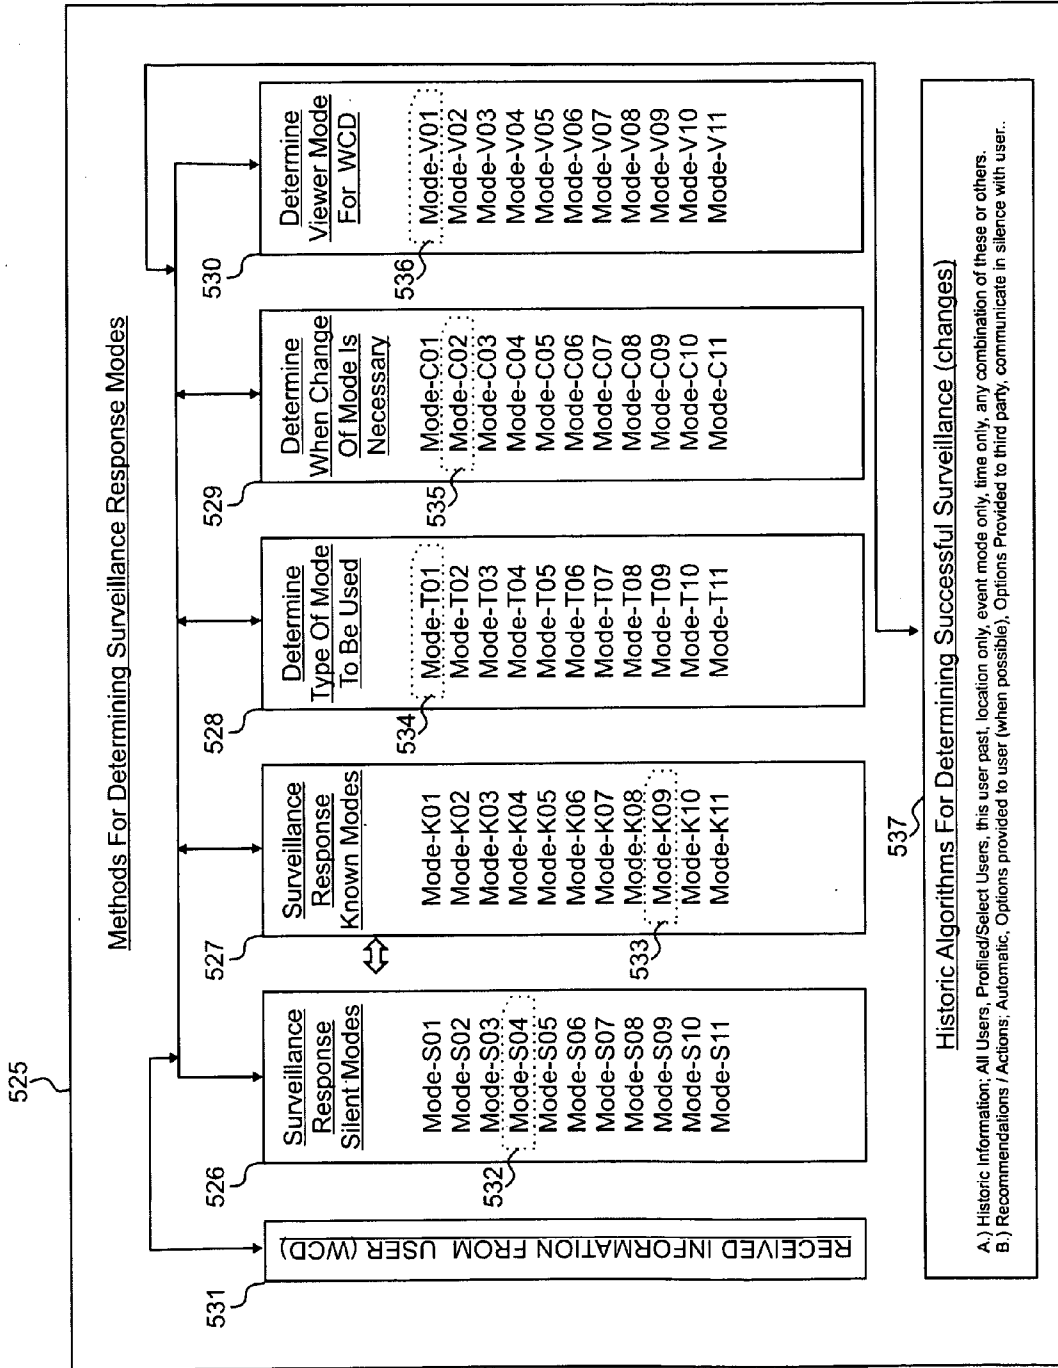 525
Methods For Determining Surveillance Response Modes
531
RECEIVED INFORMATION FROM USER (WCD)
526
Surveillance
Response
Silent Modes
Mode-S01
Mode-S02
Mode-S03
Mode-S04
Mode-S05
Mode-S06
Mode-S07
Mode-S08
Mode-S09
Mode-S10
Mode-S11
532
527
Surveillance
Response
Known Modes
Mode-K01
Mode-K02
Mode-K03
Mode-K04
Mode-K05
Mode-K06
Mode-K07
Mode-K08
Mode-K09
Mode-K10
Mode-K11
533
528
Determine
Type Of Mode
To Be Used
Mode-T01
Mode-T02
Mode-T03
Mode-T04
Mode-T05
Mode-T06
Mode-T07
Mode-T08
Mode-T09
Mode-T10
Mode-T11
534
529
Determine
When Change
Of Mode Is
Necessary
Mode-C01
Mode-C02
Mode-C03
Mode-C04
Mode-C05
Mode-C06
Mode-C07
Mode-C08
Mode-C09
Mode-C10
Mode-C11
535
530
Determine
Viewer Mode
For WCD
Mode-V01
Mode-V02
Mode-V03
Mode-V04
Mode-V05
Mode-V06
Mode-V07
Mode-V08
Mode-V09
Mode-V10
Mode-V11
536
537
Historic Algorithms For Determining Successful Surveillance (changes)
A.) Historic Information; All Users, Profiled/Select Users, this user past, location only, event mode only, time only, any combination of these or others.
B.) Recommendations / Actions; Automatic, Options provided to user (when possible), Options Provided to third party, communicate in silence with user..